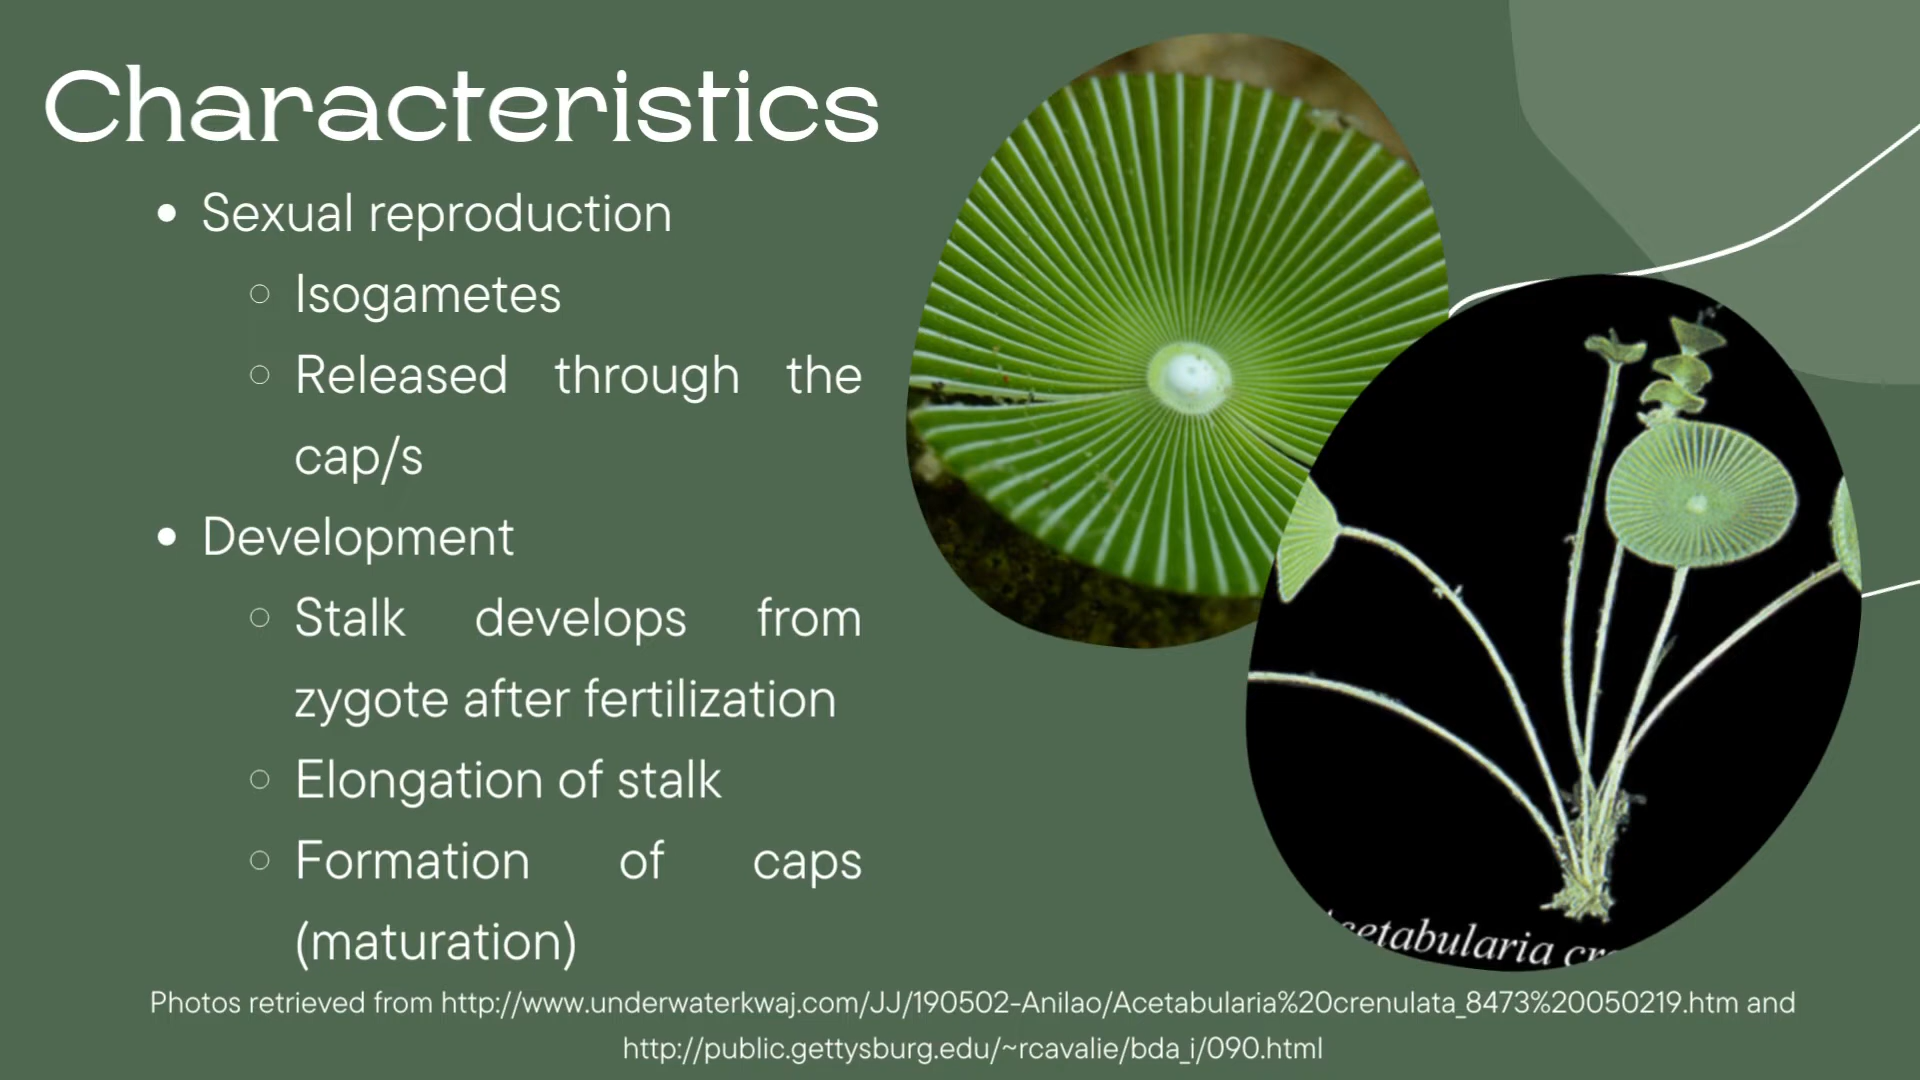 Characteristics
Sexual reproduction
Isogametes
Released through the
cap/s
Development
Stalk develops from
zygote after fertilization
Elongation of stalk
Formation of caps
(maturation)
Acetabularia cre
Photos retrieved from http://www.underwaterkwaj.com/JJ/190502-Anilao/Acetabularia%20crenulata_8473%20050219.htm and
http://public.gettysburg.edu/~rcavalie/bda_i/090.html